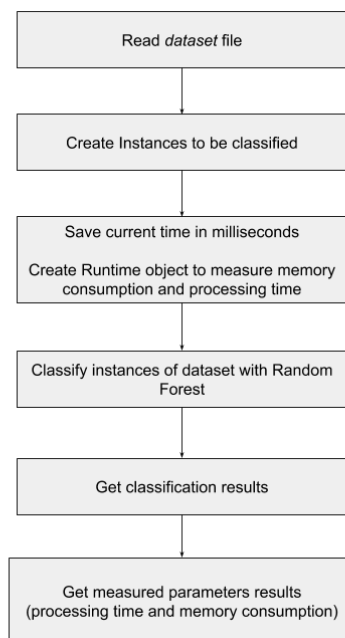 Read dataset file
Create Instances to be classified
Save current time in milliseconds
Create Runtime object to measure memory
consumption and processing time
Classify instances of dataset with Random
Forest
Get classification results
Get measured parameters results
(processing time and memory consumption)